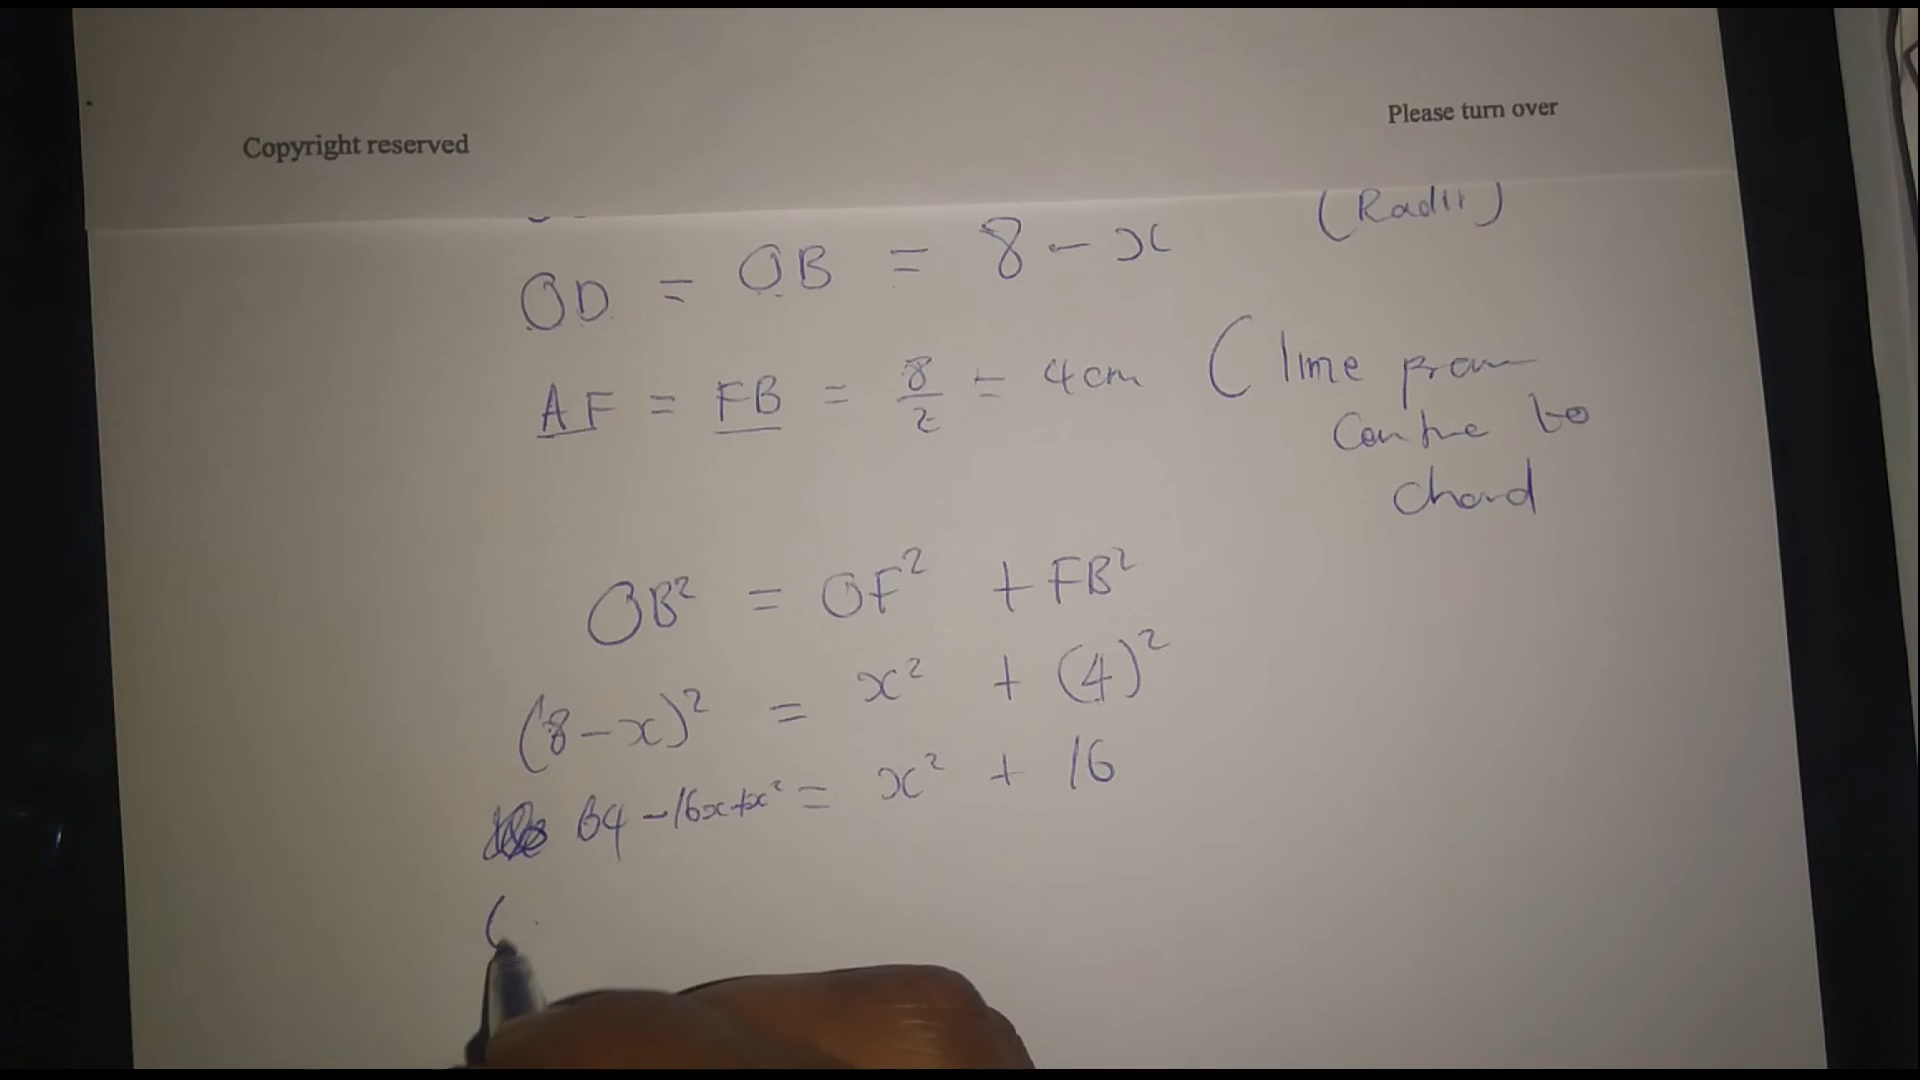 Please turn over
Copyright reserved
OD = OB = 8 - x (Radii)
AF = FB = 8/2 = 4cm (line from
centre to
chord
OB² = OF² + FB²
(8-x)² = x² + (4)²
64 -16x+x² = x² + 16
(